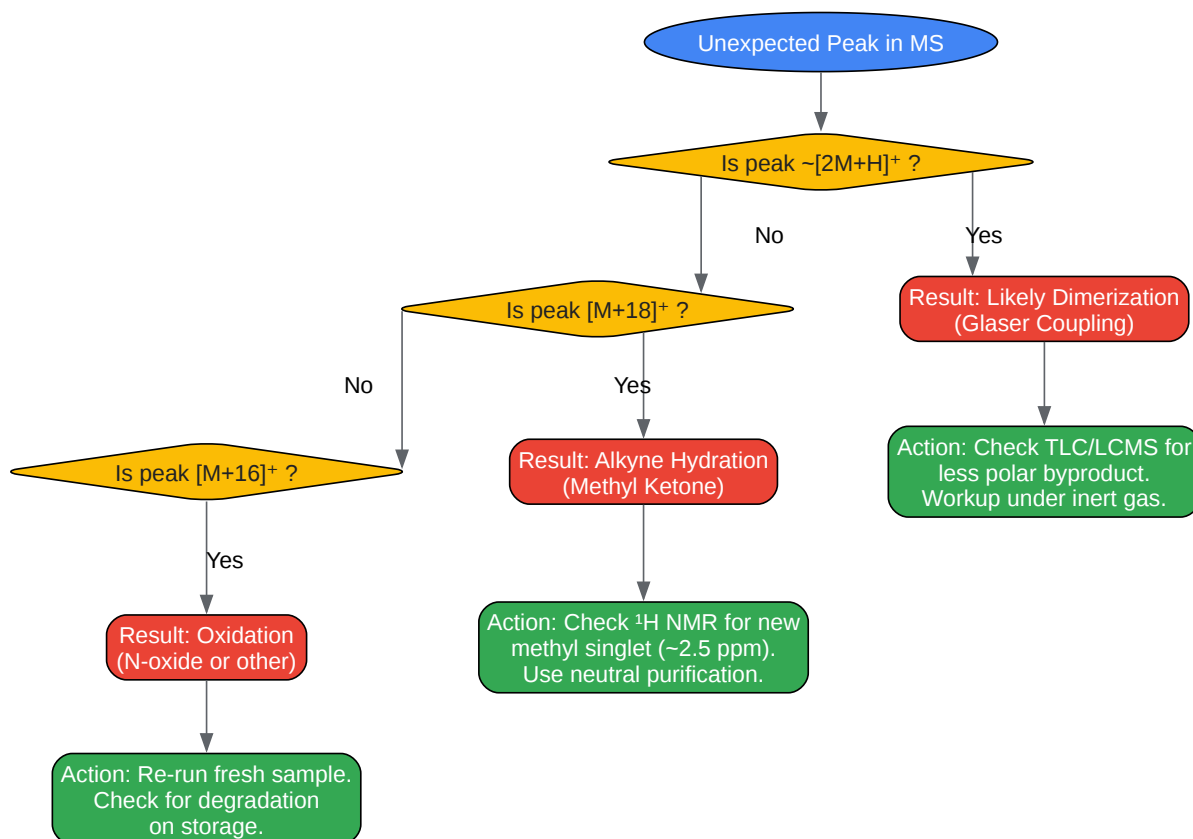 Unexpected Peak in MS
Is peak ~[2M+H]⁺ ?
No
Yes
Is peak [M+18]⁺ ?
Result: Likely Dimerization
(Glaser Coupling)
No
Yes
Action: Check TLC/LCMS for
less polar byproduct.
Workup under inert gas.
Is peak [M+16]⁺ ?
Result: Alkyne Hydration
(Methyl Ketone)
Yes
Result: Oxidation
(N-oxide or other)
Action: Check ¹H NMR for new
methyl singlet (~2.5 ppm).
Use neutral purification.
Action: Re-run fresh sample.
Check for degradation
on storage.